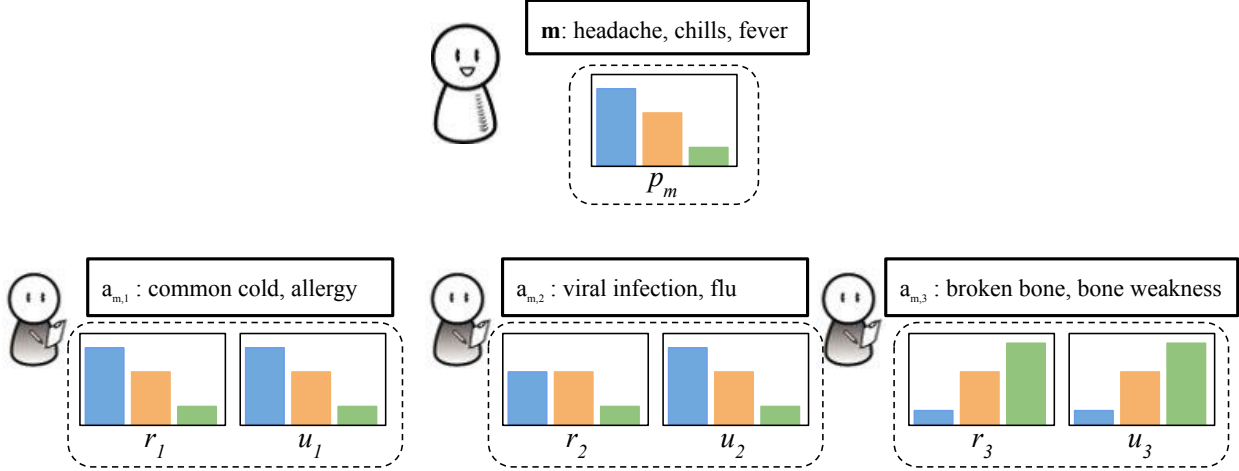 m: headache, chills, fever
p_m
a_m,1 : common cold, allergy
a_m,2 : viral infection, flu
a_m,3 : broken bone, bone weakness
r_1 u_1 r_2 u_2 r_3 u_3